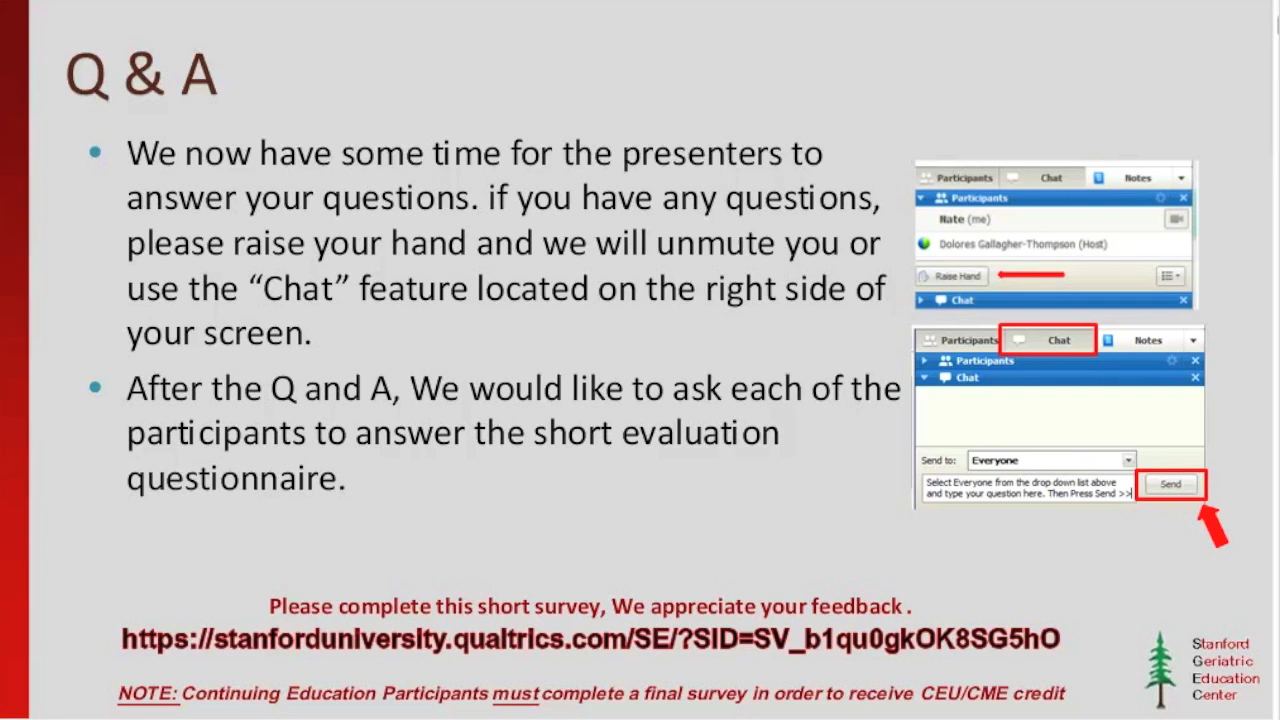 Q & A
We now have some time for the presenters to
answer your questions. if you have any questions,
please raise your hand and we will unmute you or
use the “Chat” feature located on the right side of
your screen.
After the Q and A, We would like to ask each of the
participants to answer the short evaluation
questionnaire.
Participants Chat Notes
Participants
Nate (me)
Dolores Gallagher-Thompson (Host)
Raise Hand
Chat
Participants Chat Notes
Participants
Chat
Send to: Everyone
Select Everyone from the drop down list above
and type your question here. Then Press Send >>
Send
Please complete this short survey, We appreciate your feedback .
https://stanforduniversity.qualtrics.com/SE/?SID=SV_b1qu0gkOK8SG5hO
NOTE: Continuing Education Participants must complete a final survey in order to receive CEU/CME credit
Stanford
Geriatric
Education
Center